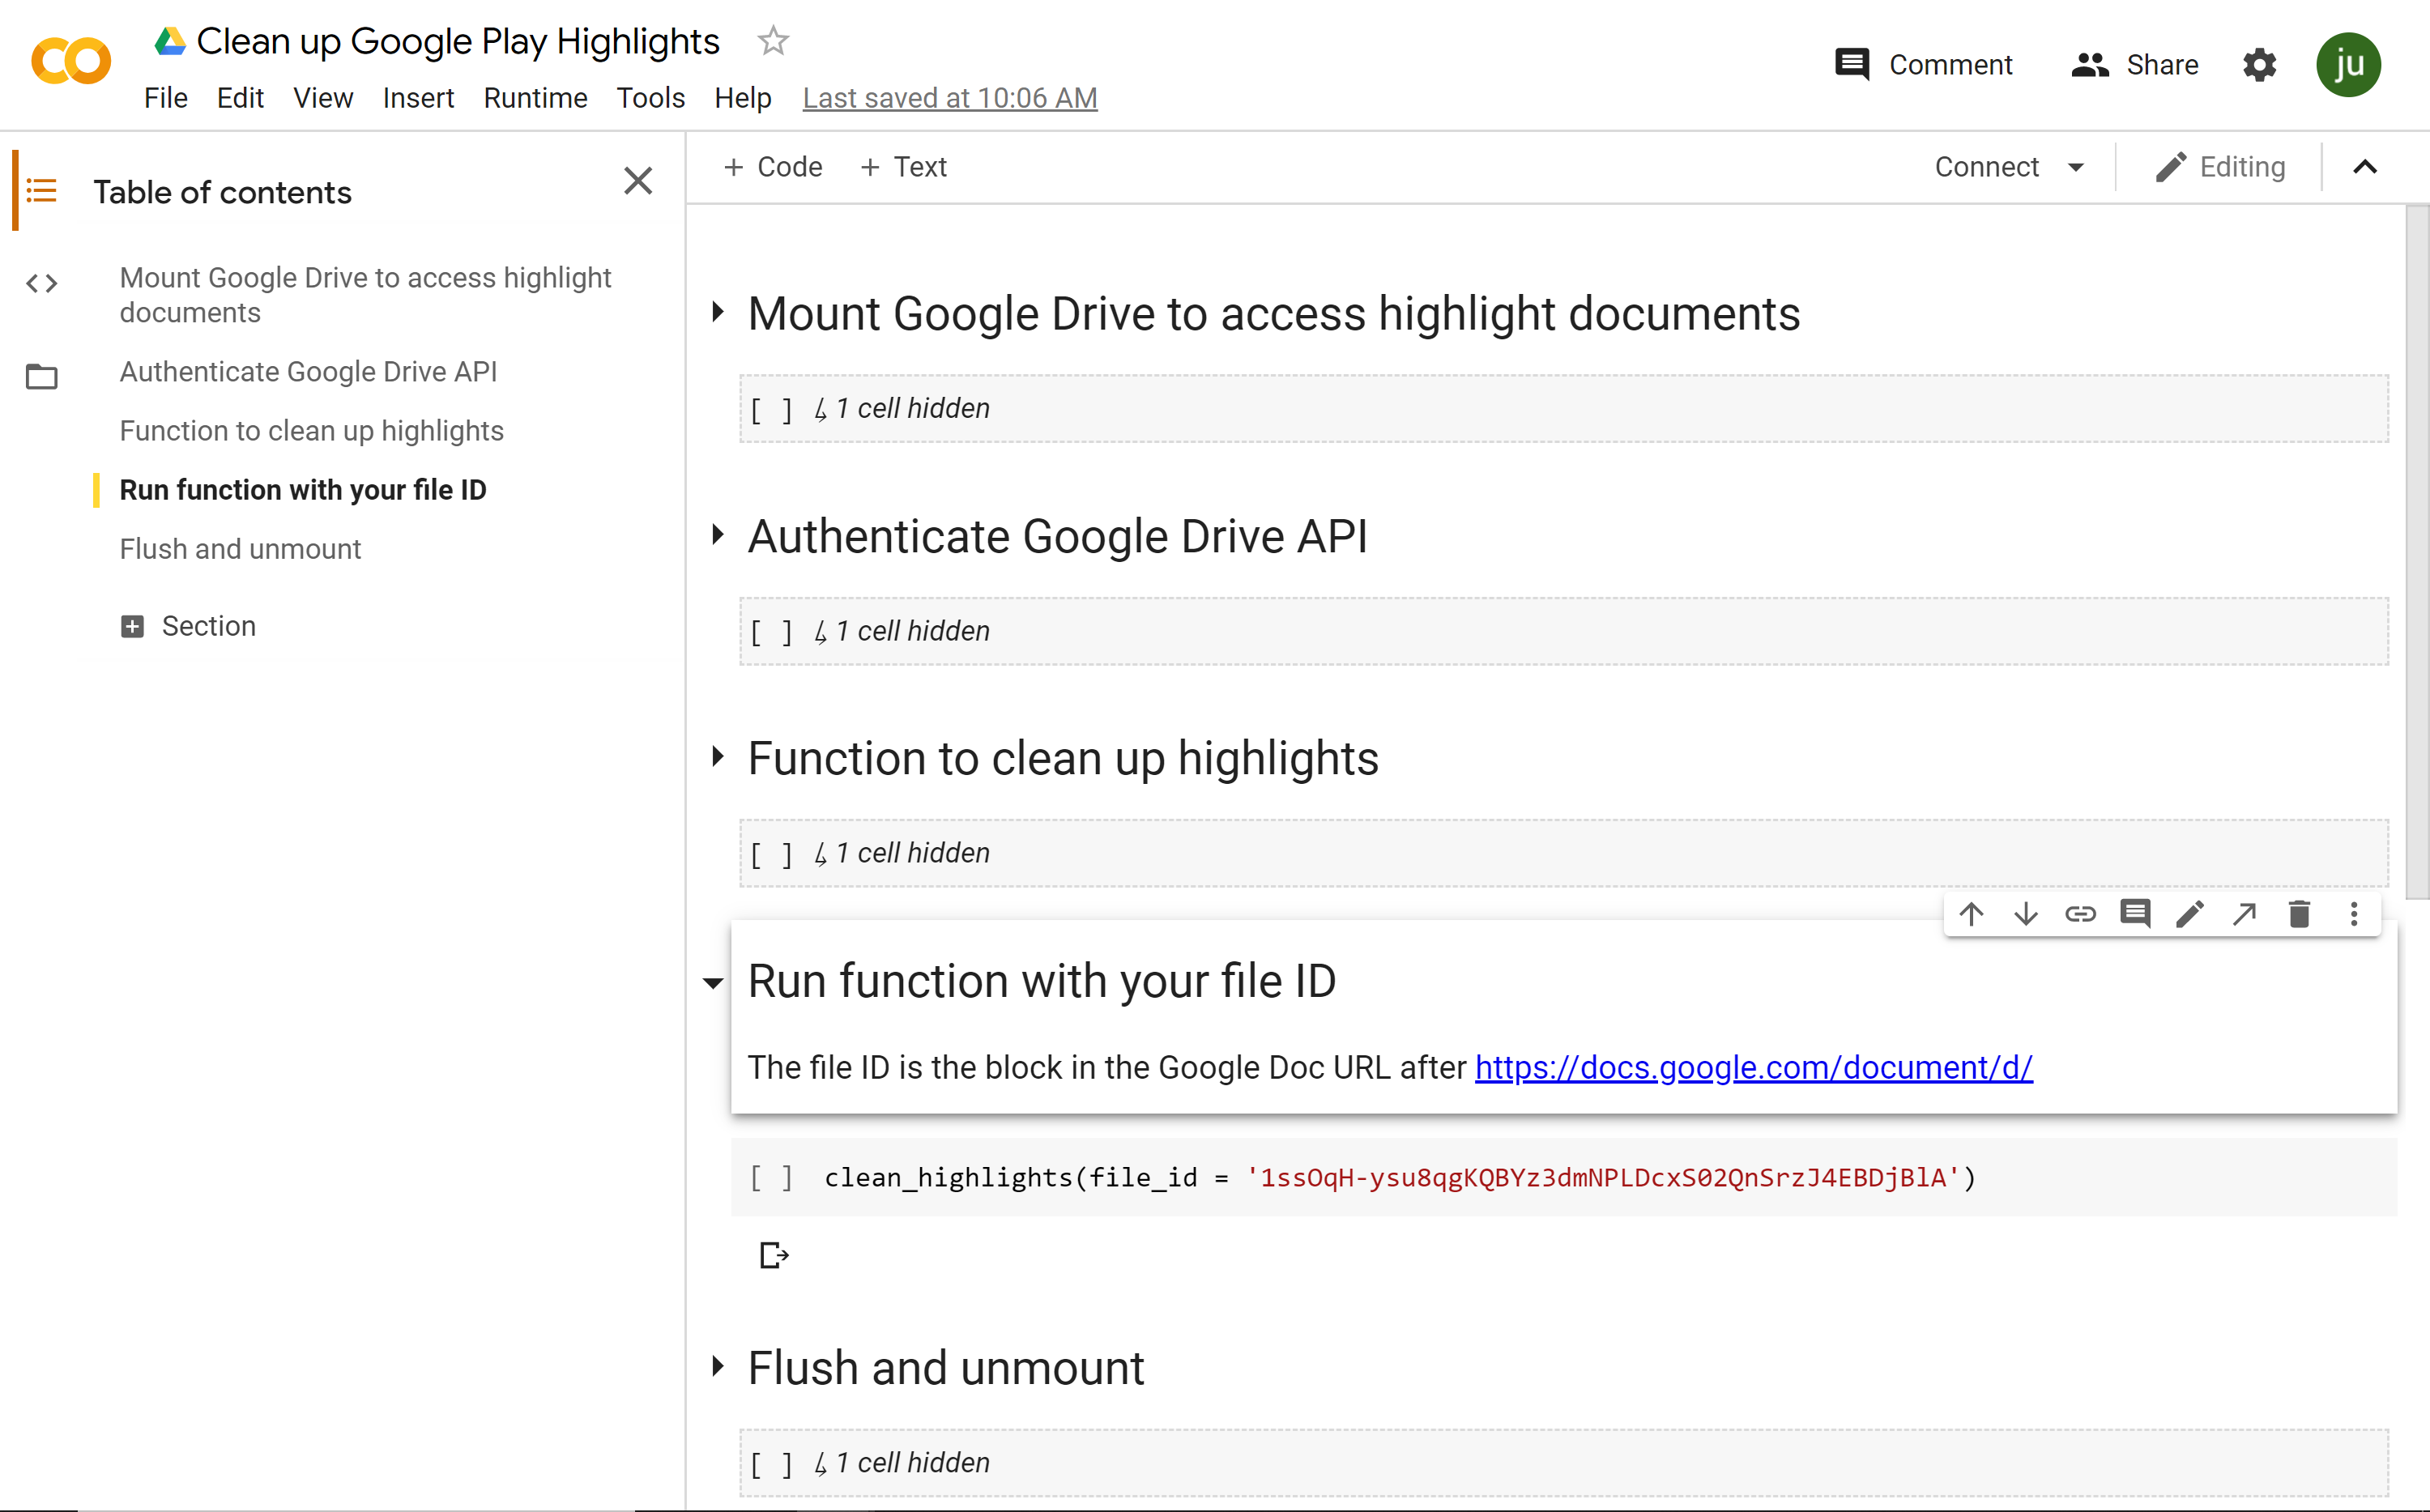 Clean up Google Play Highlights
File Edit View Insert Runtime Tools Help Last saved at 10:06 AM
Comment Share ju
Table of contents
Mount Google Drive to access highlight
documents
Authenticate Google Drive API
Function to clean up highlights
Run function with your file ID
Flush and unmount
Section
+ Code + Text Connect Editing
Mount Google Drive to access highlight documents
[ ] ↳ 1 cell hidden
Authenticate Google Drive API
[ ] ↳ 1 cell hidden
Function to clean up highlights
[ ] ↳ 1 cell hidden
Run function with your file ID
The file ID is the block in the Google Doc URL after https://docs.google.com/document/d/
[ ] clean_highlights(file_id = '1ssOqH-ysu8qgKQBYz3dmNPLDcxS02QnSrzJ4EBDjBlA')
Flush and unmount
[ ] ↳ 1 cell hidden